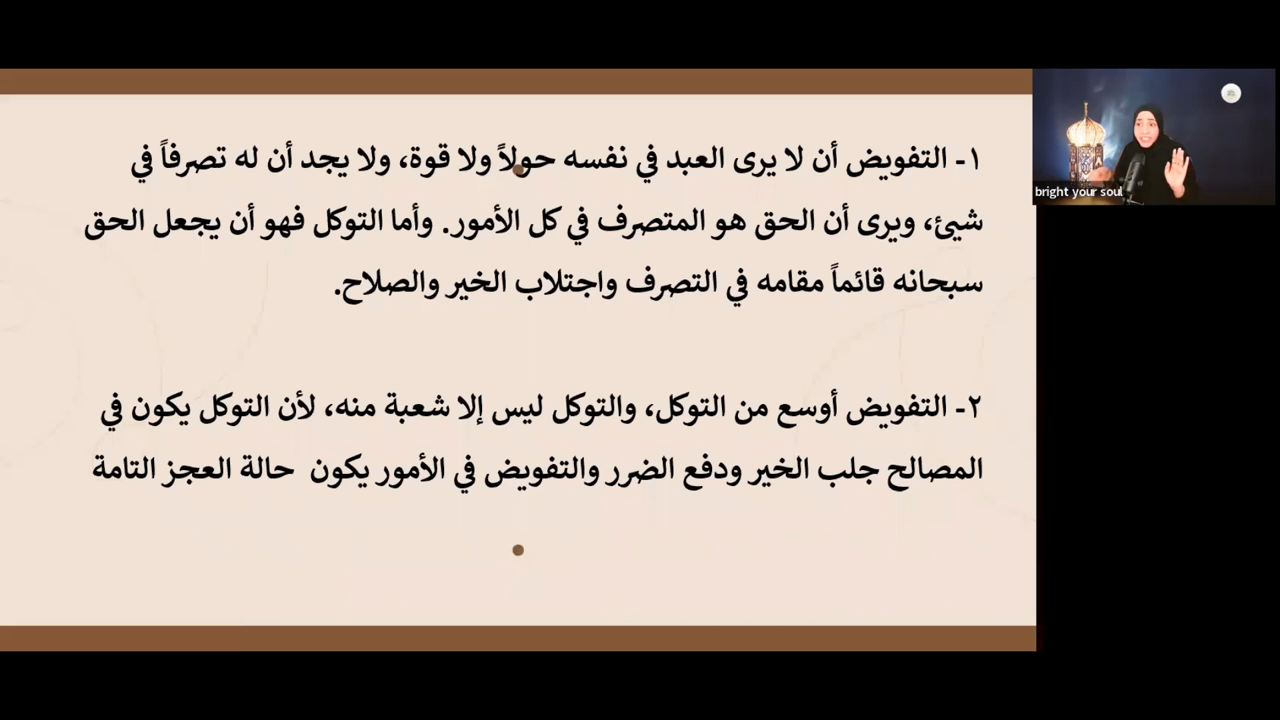 ١- التفويض أن لا يرى العبد في نفسه حولاً ولا قوة، ولا يجد أن له تصرفاً في
شيئ، ويرى أن الحق هو المتصرف في كل الأمور. وأما التوكل فهو أن يجعل الحق
سبحانه قائماً مقامه في التصرف واجتلاب الخير والصلاح.
٢- التفويض أوسع من التوكل، والتوكل ليس إلا شعبة منه، لأن التوكل يكون في
المصالح جلب الخير ودفع الضرر والتفويض في الأمور يكون  حالة العجز التامة
bright your soul